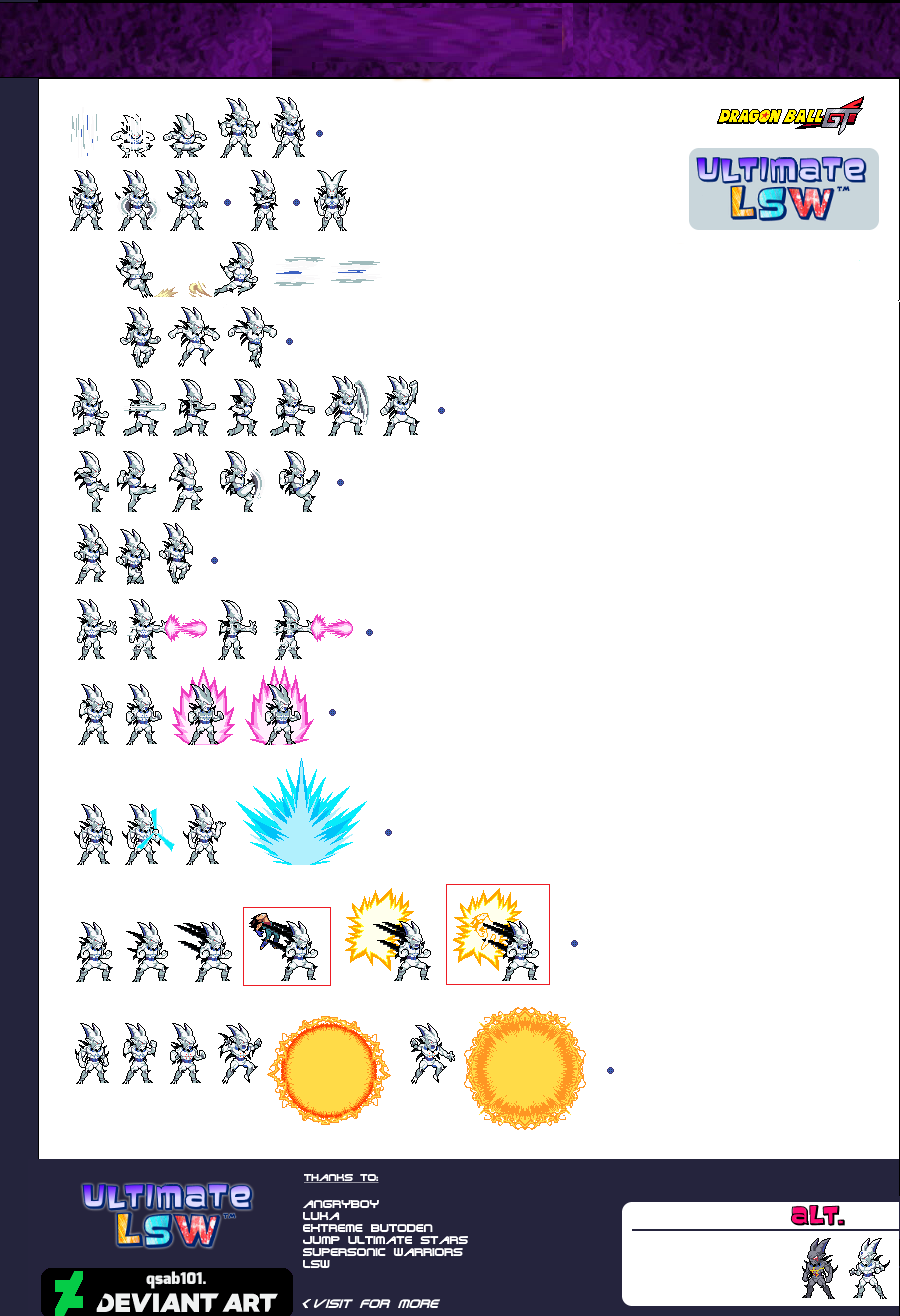 DRAGON BALL GT
ULTIMATE
LSW™
ULTIMATE
LSW™
THANKS TO:
ANGRYBOY
LUKA
EXTREME BUTODEN
JUMP ULTIMATE STARS
SUPERSONIC WARRIORS
LSW
qsab101.
DEVIANT ART
< VISIT FOR MORE
aLT.